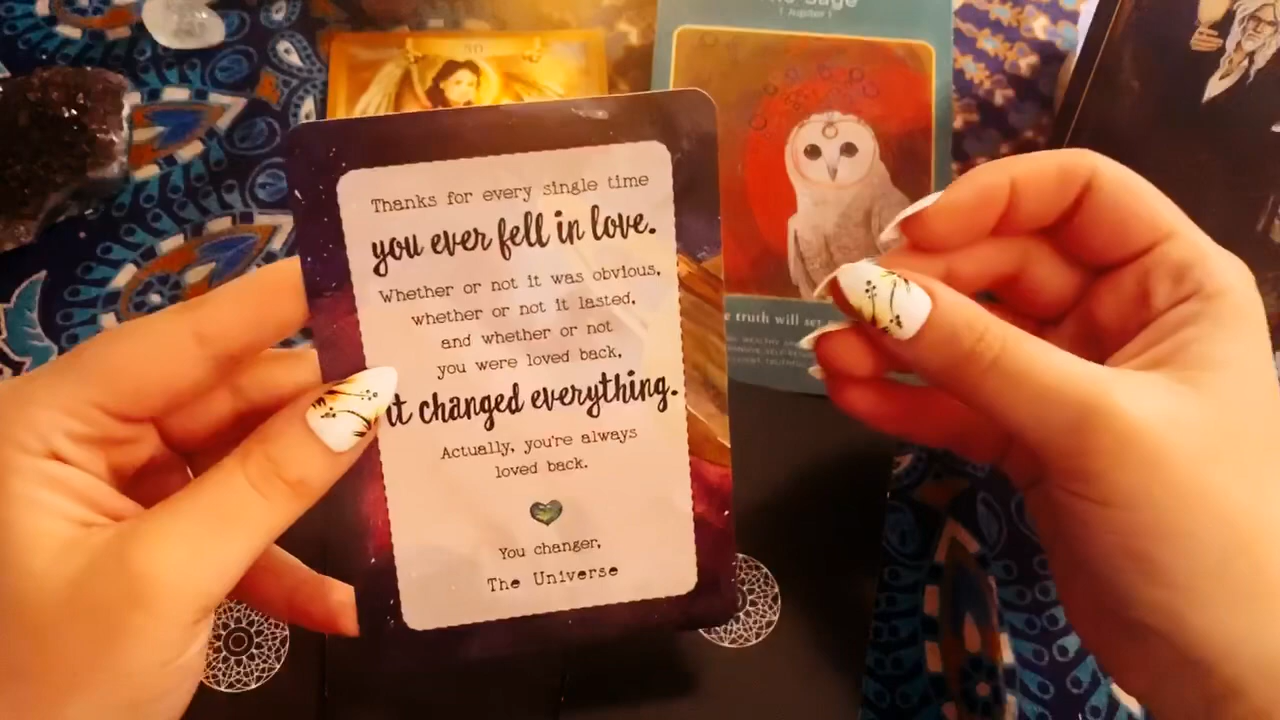 Sage
Thanks for every single time
you ever fell in love.
Whether or not it was obvious,
whether or not it lasted,
and whether or not
you were loved back,
it changed everything.
Actually, you're always
loved back.
You changer,
The Universe
truth will set